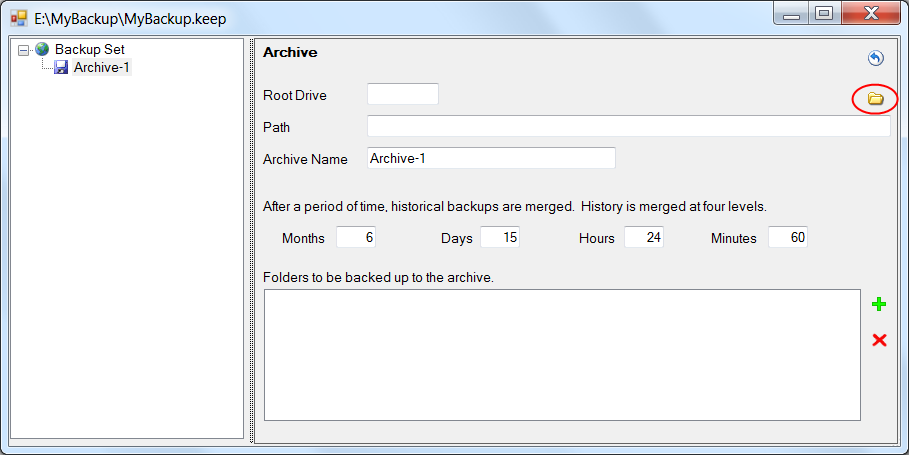 E:\MyBackup\MyBackup.keep
Backup Set
Archive-1
Archive
Root Drive
Path
Archive Name Archive-1
After a period of time, historical backups are merged. History is merged at four levels.
Months 6 Days 15 Hours 24 Minutes 60
Folders to be backed up to the archive.